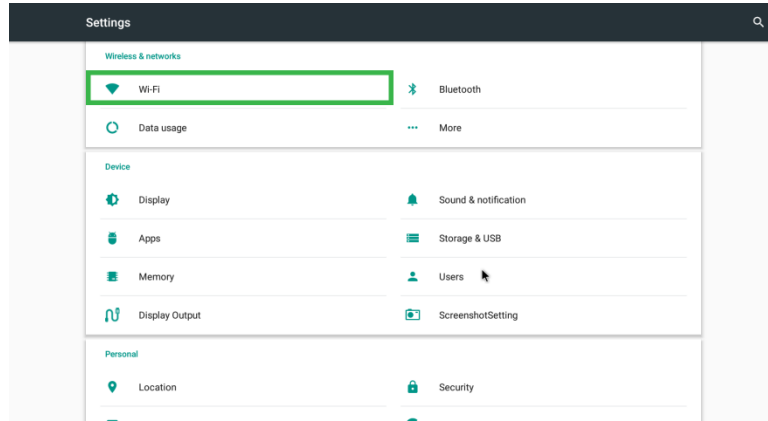 Settings
Wireless & networks
Wi-Fi
Bluetooth
Data usage
More
Device
Display
Sound & notification
Apps
Storage & USB
Memory
Users
Display Output
ScreenshotSetting
Personal
Location
Security